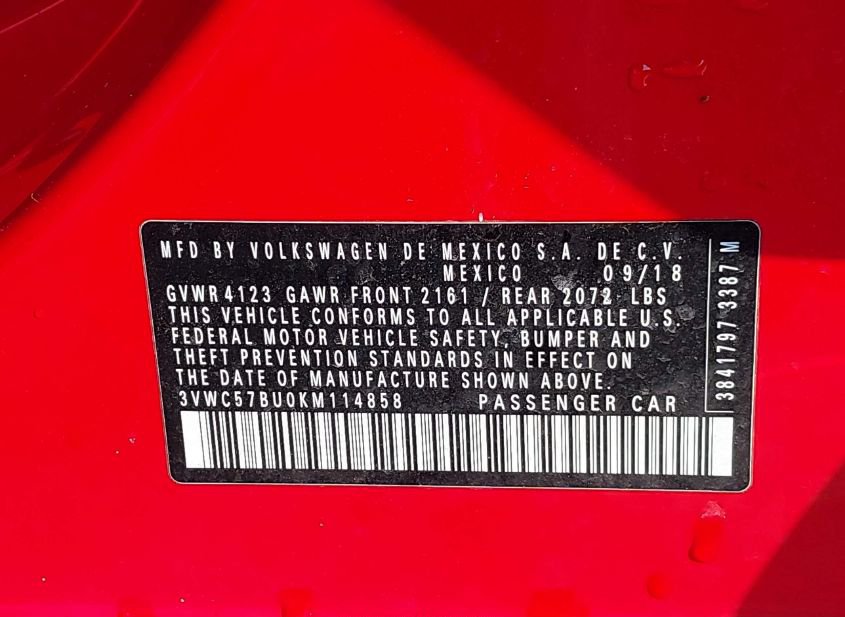 MFD BY VOLKSWAGEN DE MEXICO S.A. DE C.V.
MEXICO 09/18
GVWR 4123 GAWR FRONT 2161 / REAR 2072 LBS
THIS VEHICLE CONFORMS TO ALL APPLICABLE U.S.
FEDERAL MOTOR VEHICLE SAFETY, BUMPER AND
THEFT PREVENTION STANDARDS IN EFFECT ON
THE DATE OF MANUFACTURE SHOWN ABOVE.
3VWC57BU0KM114858 PASSENGER CAR
3841797 3387 M